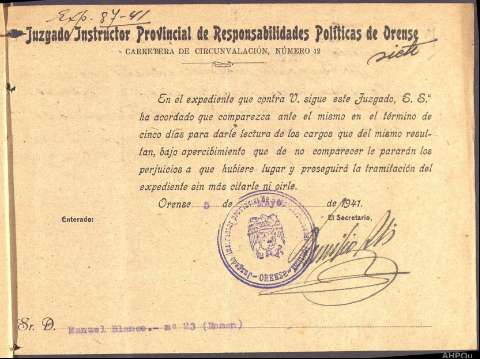 Exp. 87-41
Juzgado Instructor Provincial de Responsabilidades Políticas de Orense
CARRETERA DE CIRCUNVALACIÓN, NÚMERO 12
siete
En el expediente que contra V. sigue este Juzgado, S. S.ª
ha acordado que comparezca ante el mismo en el término de
cinco días para darle lectura de los cargos que del mismo resul-
tan, bajo apercibimiento que de no comparecer le pararán los
perjuicios a que hubiere lugar y proseguirá la tramitación del
expediente sin más citarle ni oirle.
Orense 5 de de 1941.
Enterado:
El Secretario,
ORENSE
Sr. D. Manuel Blanco.- nº 23 (
AHPOu